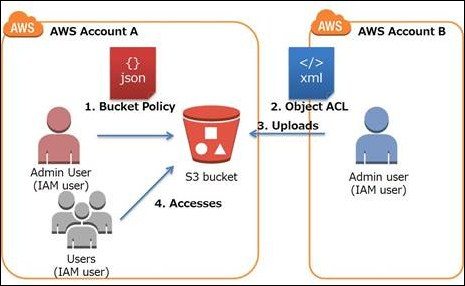 AWS
AWS Account A
{}
json
1. Bucket Policy
Admin User
(IAM user)
S3 bucket
4. Accesses
Users
(IAM user)
AWS
AWS Account B
</>
xml
2. Object ACL
3. Uploads
Admin user
(IAM user)